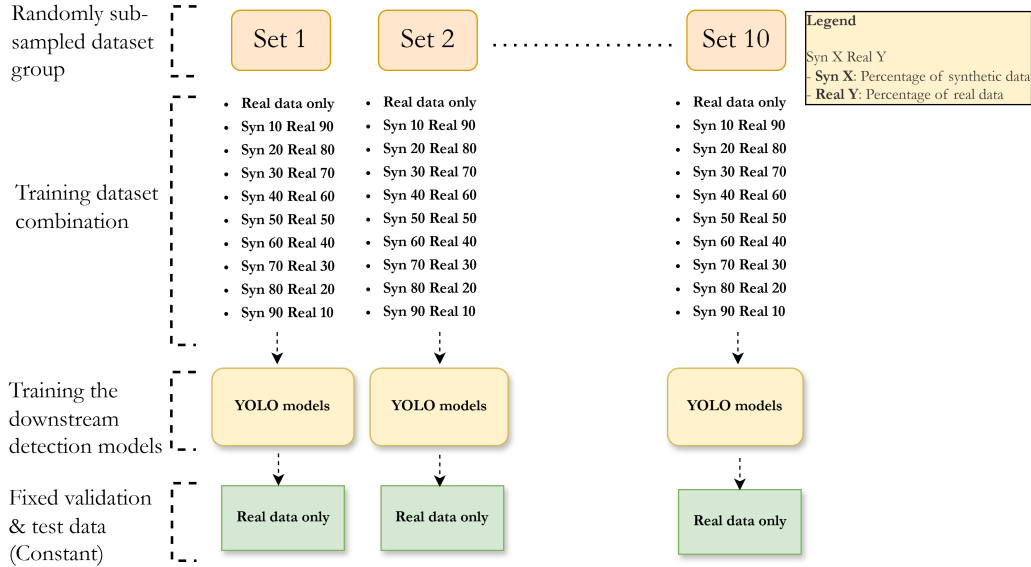 Randomly sub-
sampled dataset
group
Set 1
Set 2
Set 10
Legend
Syn X Real Y
- Syn X: Percentage of synthetic data
- Real Y: Percentage of real data
Training dataset
combination
• Real data only
• Syn 10 Real 90
• Syn 20 Real 80
• Syn 30 Real 70
• Syn 40 Real 60
• Syn 50 Real 50
• Syn 60 Real 40
• Syn 70 Real 30
• Syn 80 Real 20
• Syn 90 Real 10
• Real data only
• Syn 10 Real 90
• Syn 20 Real 80
• Syn 30 Real 70
• Syn 40 Real 60
• Syn 50 Real 50
• Syn 60 Real 40
• Syn 70 Real 30
• Syn 80 Real 20
• Syn 90 Real 10
• Real data only
• Syn 10 Real 90
• Syn 20 Real 80
• Syn 30 Real 70
• Syn 40 Real 60
• Syn 50 Real 50
• Syn 60 Real 40
• Syn 70 Real 30
• Syn 80 Real 20
• Syn 90 Real 10
Training the
downstream
detection models
YOLO models
YOLO models
YOLO models
Fixed validation
& test data
(Constant)
Real data only
Real data only
Real data only